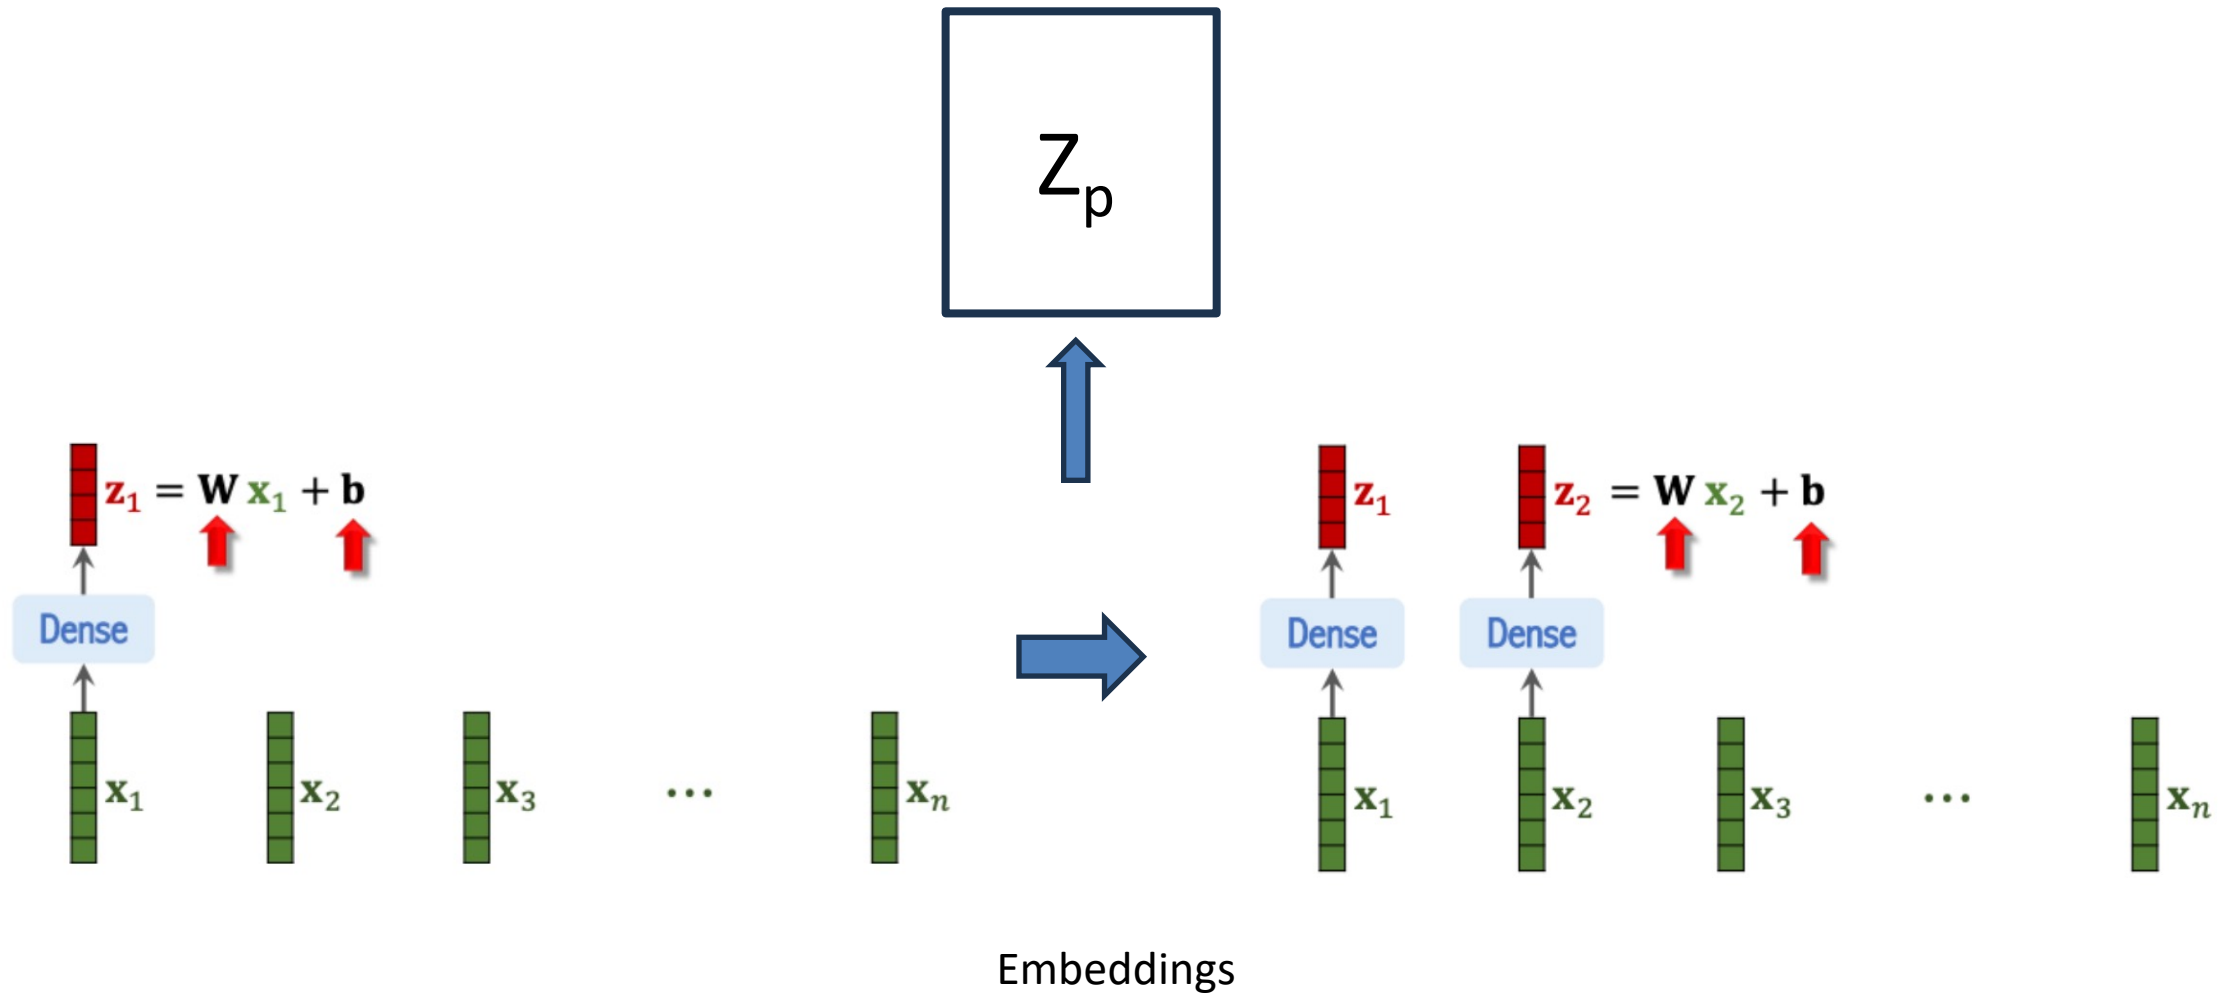 Zp
z1 = W x1 + b
z1
z2 = W x2 + b
Dense
Dense
Dense
x1
x2
x3
...
xn
x1
x2
x3
...
xn
Embeddings